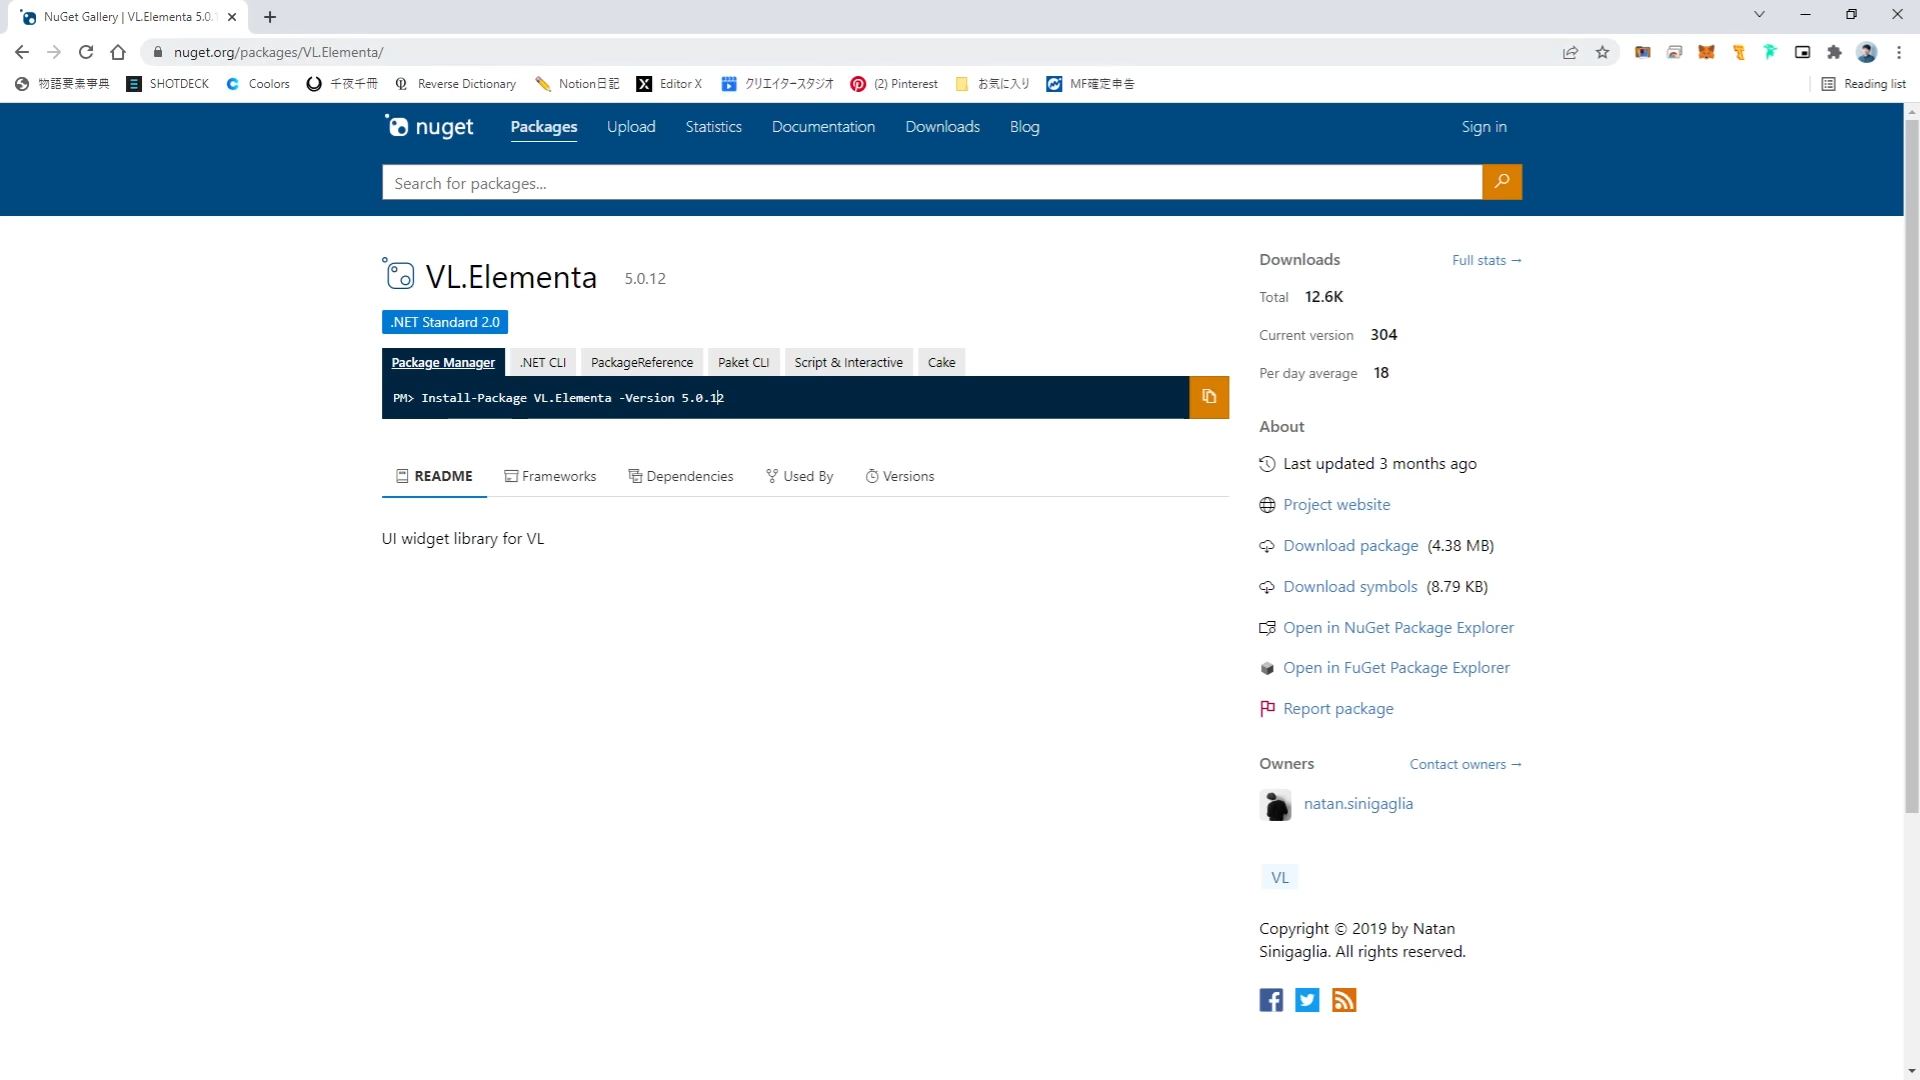 NuGet Gallery | VL.Elementa 5.0.1
nuget.org/packages/VL.Elementa/
物語要素事典 SHOTDECK Coolors 千夜千冊 Reverse Dictionary Notion日記 Editor X クリエイタースタジオ (2) Pinterest お気に入り MF確定申告 Reading list
nuget Packages Upload Statistics Documentation Downloads Blog Sign in
Search for packages...
VL.Elementa 5.0.12
.NET Standard 2.0
Package Manager .NET CLI PackageReference Paket CLI Script & Interactive Cake
PM> Install-Package VL.Elementa -Version 5.0.12
README Frameworks Dependencies Used By Versions
UI widget library for VL
Downloads Full stats →
Total 12.6K
Current version 304
Per day average 18
About
Last updated 3 months ago
Project website
Download package (4.38 MB)
Download symbols (8.79 KB)
Open in NuGet Package Explorer
Open in FuGet Package Explorer
Report package
Owners Contact owners →
natan.sinigaglia
VL
Copyright © 2019 by Natan
Sinigaglia. All rights reserved.